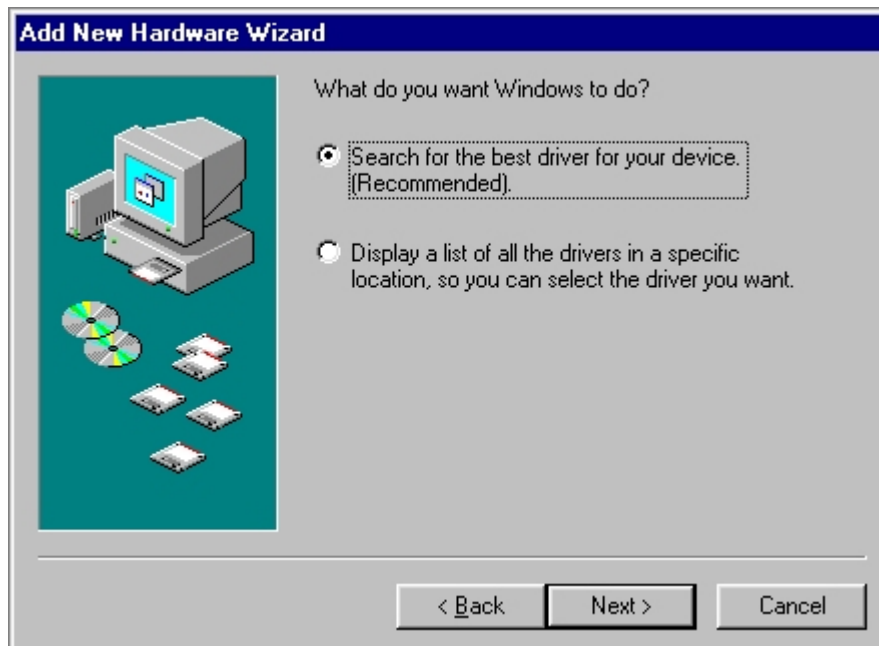 Add New Hardware Wizard
What do you want Windows to do?
Search for the best driver for your device.
(Recommended).
Display a list of all the drivers in a specific
location, so you can select the driver you want.
< Back
Next >
Cancel